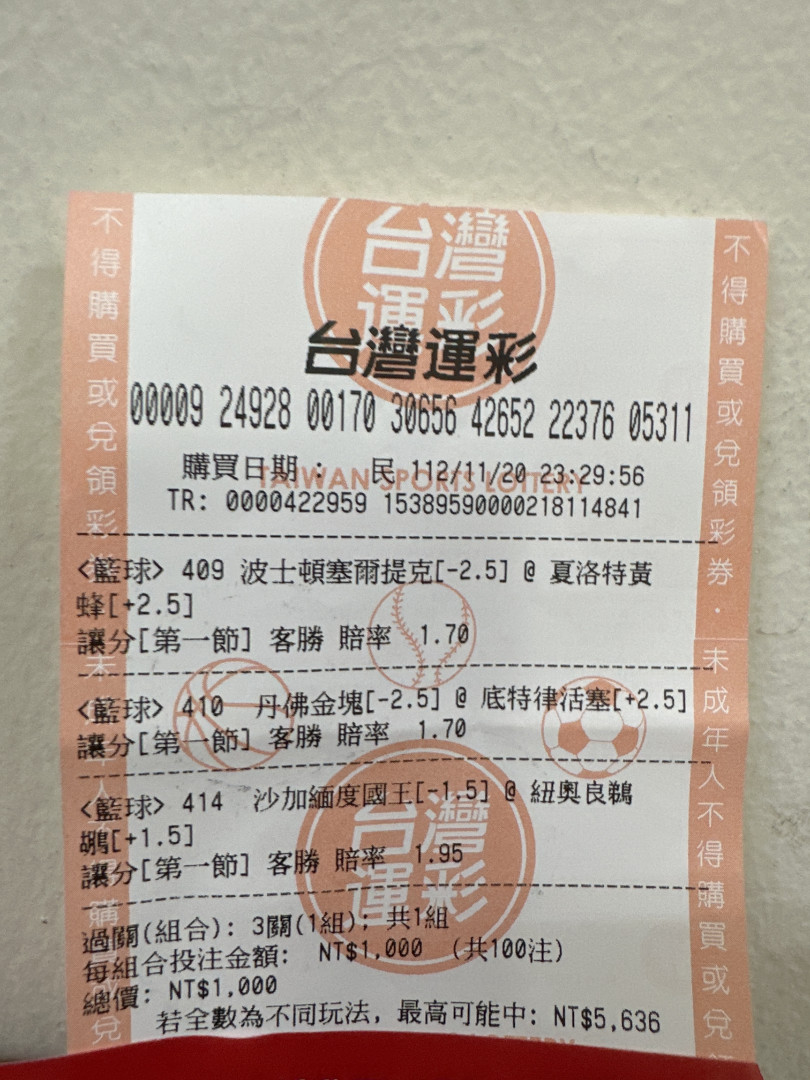 台灣
運彩
台灣運彩
00009 24928 00170 30656 42652 22376 05311
購買日期: 民 112/11/20 23:29:56
TAIWAN SPORTS LOTTERY
TR: 0000422959 153895900000218114841
<籃球> 409 波士頓塞爾提克[-2.5] @ 夏洛特黃
蜂[+2.5]
讓分[第一節] 客勝 賠率 1.70
<籃球> 410 丹佛金塊[-2.5] @ 底特律活塞[+2.5]
讓分[第一節] 客勝 賠率 1.70
<籃球> 414 沙加緬度國王[-1.5] @ 紐奧良鵜
鶘[+1.5]
讓分[第一節] 客勝 賠率 1.95
台灣
運彩
過關(組合): 3關(1組); 共1組
每組合投注金額: NT$1,000 (共100注)
總價: NT$1,000
若全數為不同玩法, 最高可能中: NT$5,636
不得購買或兌領彩
不得購買或兌領彩券.未成年人不得購買或兌